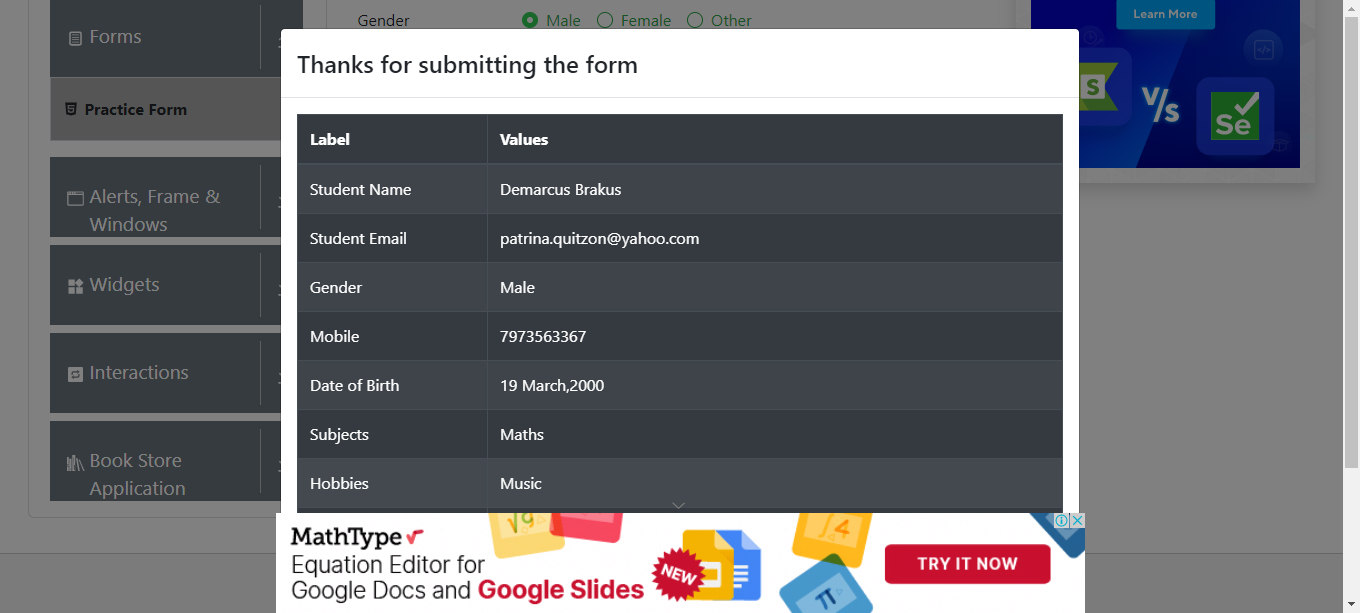 Gender
Male
Female
Other
Learn More
Forms
Thanks for submitting the form
S
V/s
Se
Practice Form
Label Values
Student Name Demarcus Brakus
Student Email patrina.quitzon@yahoo.com
Gender Male
Mobile 7973563367
Date of Birth 19 March,2000
Subjects Maths
Hobbies Music
Alerts, Frame &
Windows
Widgets
Interactions
Book Store
Application
MathType
Equation Editor for
Google Docs and Google Slides
NEW
√g
∫4
π
TRY IT NOW